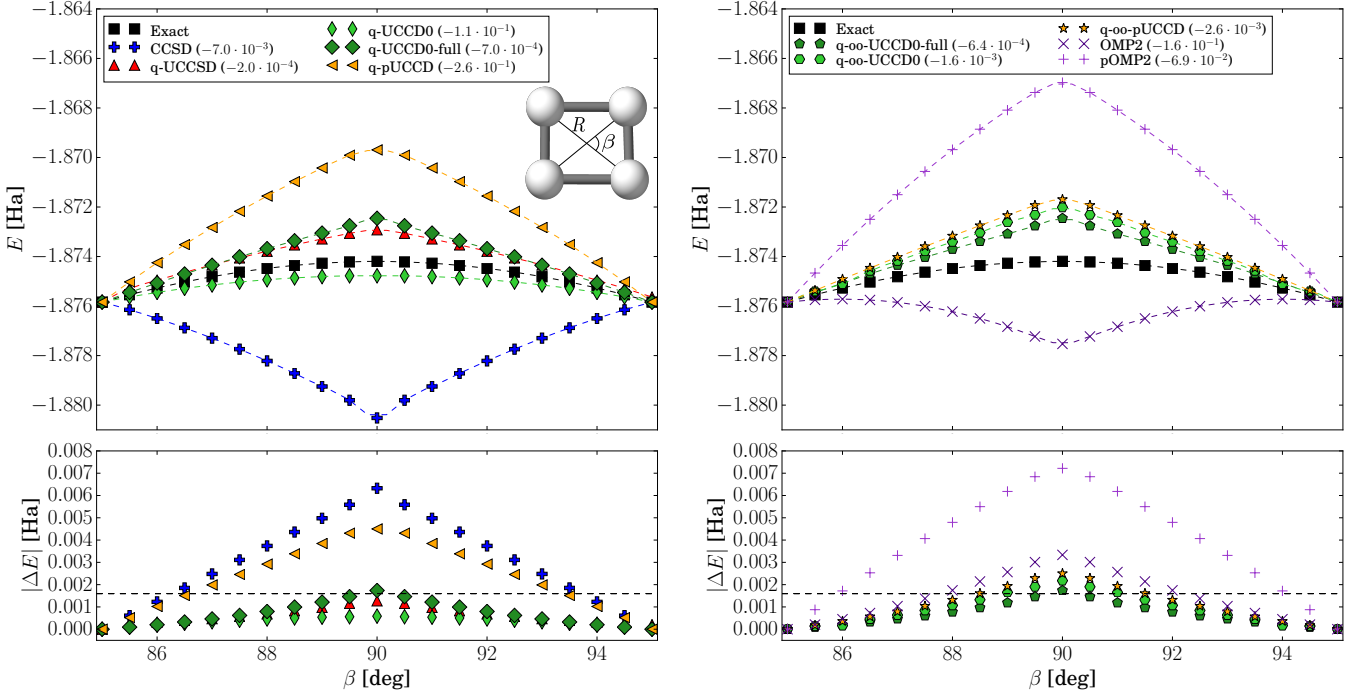 −1.864
−1.866
−1.868
−1.870
−1.872
−1.874
−1.876
−1.878
−1.880
E [Ha]
Exact
CCSD (−7.0 · 10⁻³)
q-UCCSD (−2.0 · 10⁻⁴)
q-UCCD0 (−1.1 · 10⁻¹)
q-UCCD0-full (−7.0 · 10⁻⁴)
q-pUCCD (−2.6 · 10⁻¹)
R
β
0.008
0.007
0.006
0.005
0.004
0.003
0.002
0.001
0.000
|ΔE| [Ha]
86 88 90 92 94
β [deg]
−1.864
−1.866
−1.868
−1.870
−1.872
−1.874
−1.876
−1.878
−1.880
E [Ha]
Exact
q-oo-UCCD0-full (−6.4 · 10⁻⁴)
q-oo-UCCD0 (−1.6 · 10⁻³)
q-oo-pUCCD (−2.6 · 10⁻³)
OMP2 (−1.6 · 10⁻¹)
pOMP2 (−6.9 · 10⁻²)
0.008
0.007
0.006
0.005
0.004
0.003
0.002
0.001
0.000
|ΔE| [Ha]
86 88 90 92 94
β [deg]